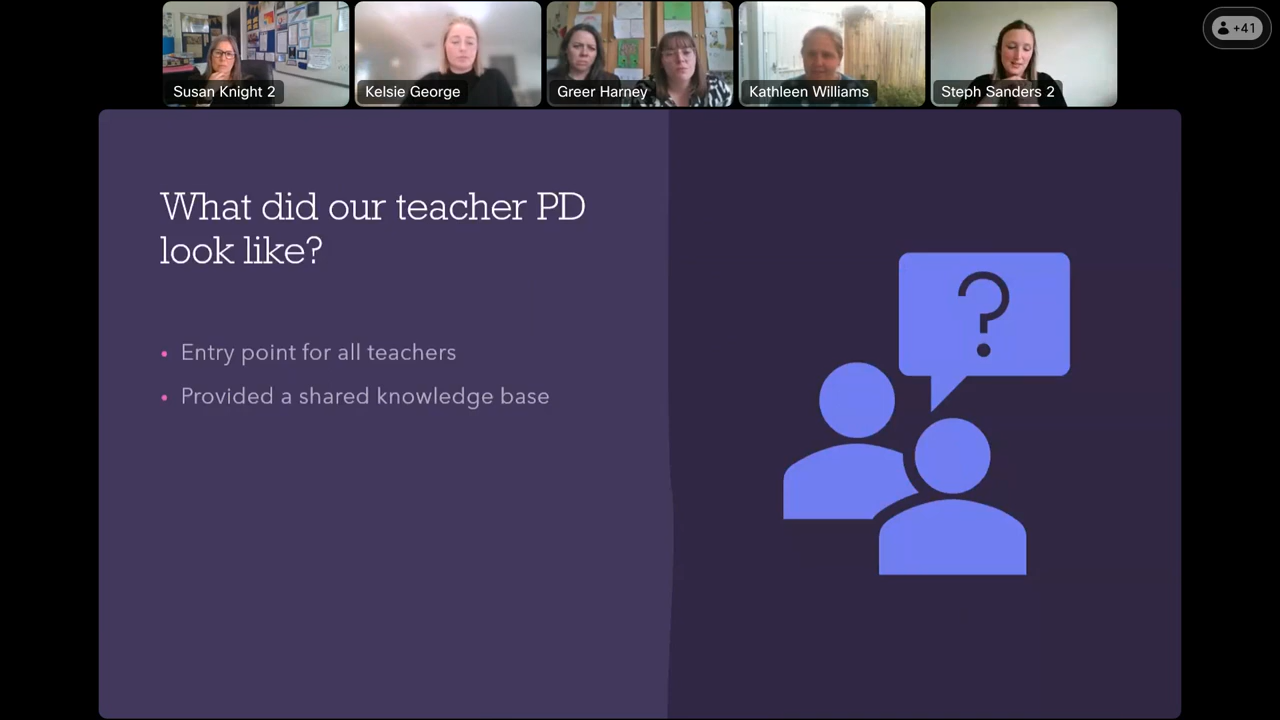 Susan Knight 2
Kelsie George
Greer Harney
Kathleen Williams
Steph Sanders 2
+41
What did our teacher PD
look like?
• Entry point for all teachers
• Provided a shared knowledge base
?